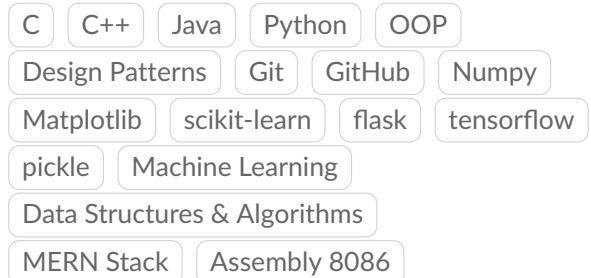 C C++ Java Python OOP
Design Patterns Git GitHub Numpy
Matplotlib scikit-learn flask tensorflow
pickle Machine Learning
Data Structures & Algorithms
MERN Stack Assembly 8086